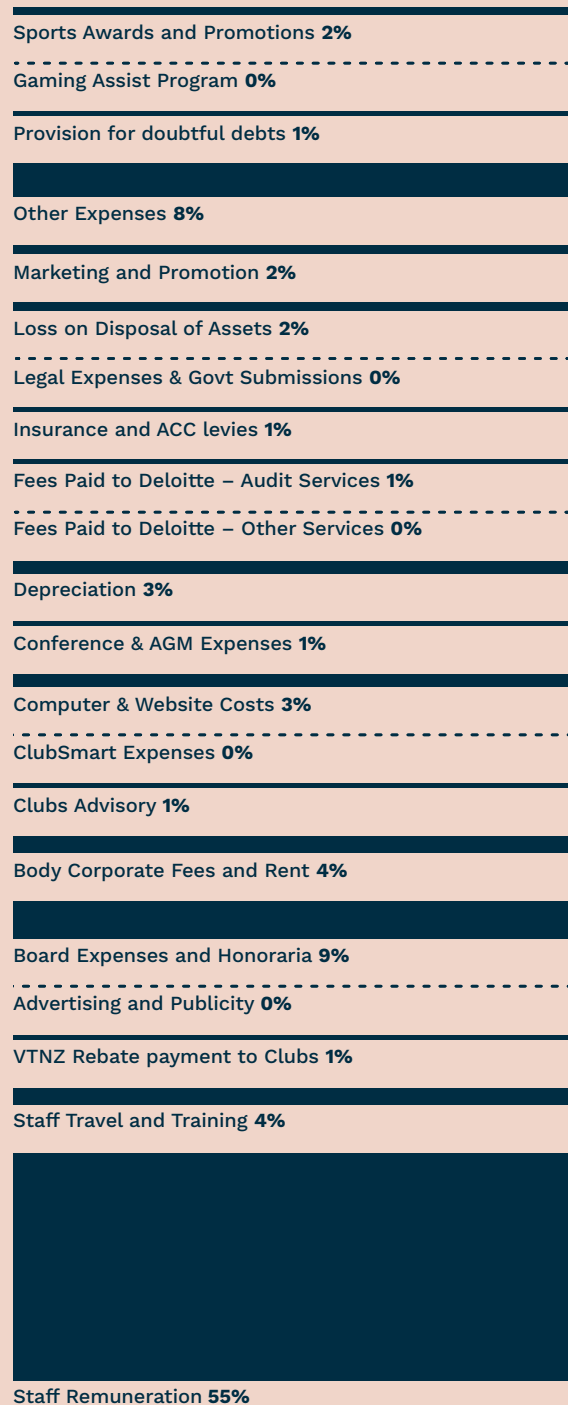 Sports Awards and Promotions 2%
Gaming Assist Program 0%
Provision for doubtful debts 1%
Other Expenses 8%
Marketing and Promotion 2%
Loss on Disposal of Assets 2%
Legal Expenses & Govt Submissions 0%
Insurance and ACC levies 1%
Fees Paid to Deloitte – Audit Services 1%
Fees Paid to Deloitte – Other Services 0%
Depreciation 3%
Conference & AGM Expenses 1%
Computer & Website Costs 3%
ClubSmart Expenses 0%
Clubs Advisory 1%
Body Corporate Fees and Rent 4%
Board Expenses and Honoraria 9%
Advertising and Publicity 0%
VTNZ Rebate payment to Clubs 1%
Staff Travel and Training 4%
Staff Remuneration 55%